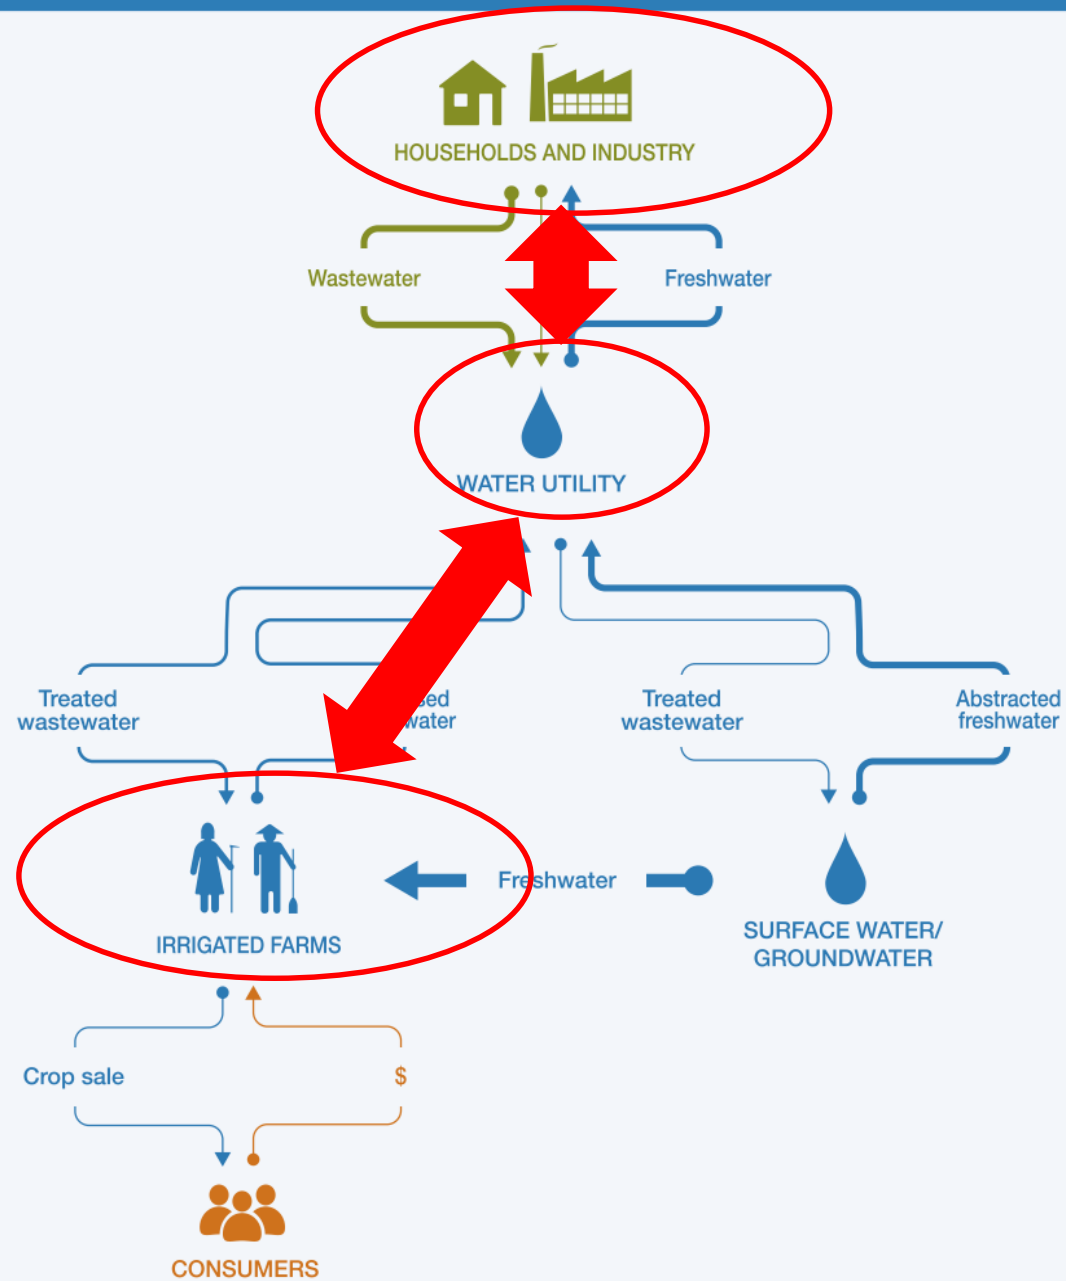 HOUSEHOLDS AND INDUSTRY
Wastewater
Freshwater
WATER UTILITY
Treated
wastewater
water
Treated
wastewater
Abstracted
freshwater
Freshwater
IRRIGATED FARMS
SURFACE WATER/
GROUNDWATER
Crop sale
$
CONSUMERS